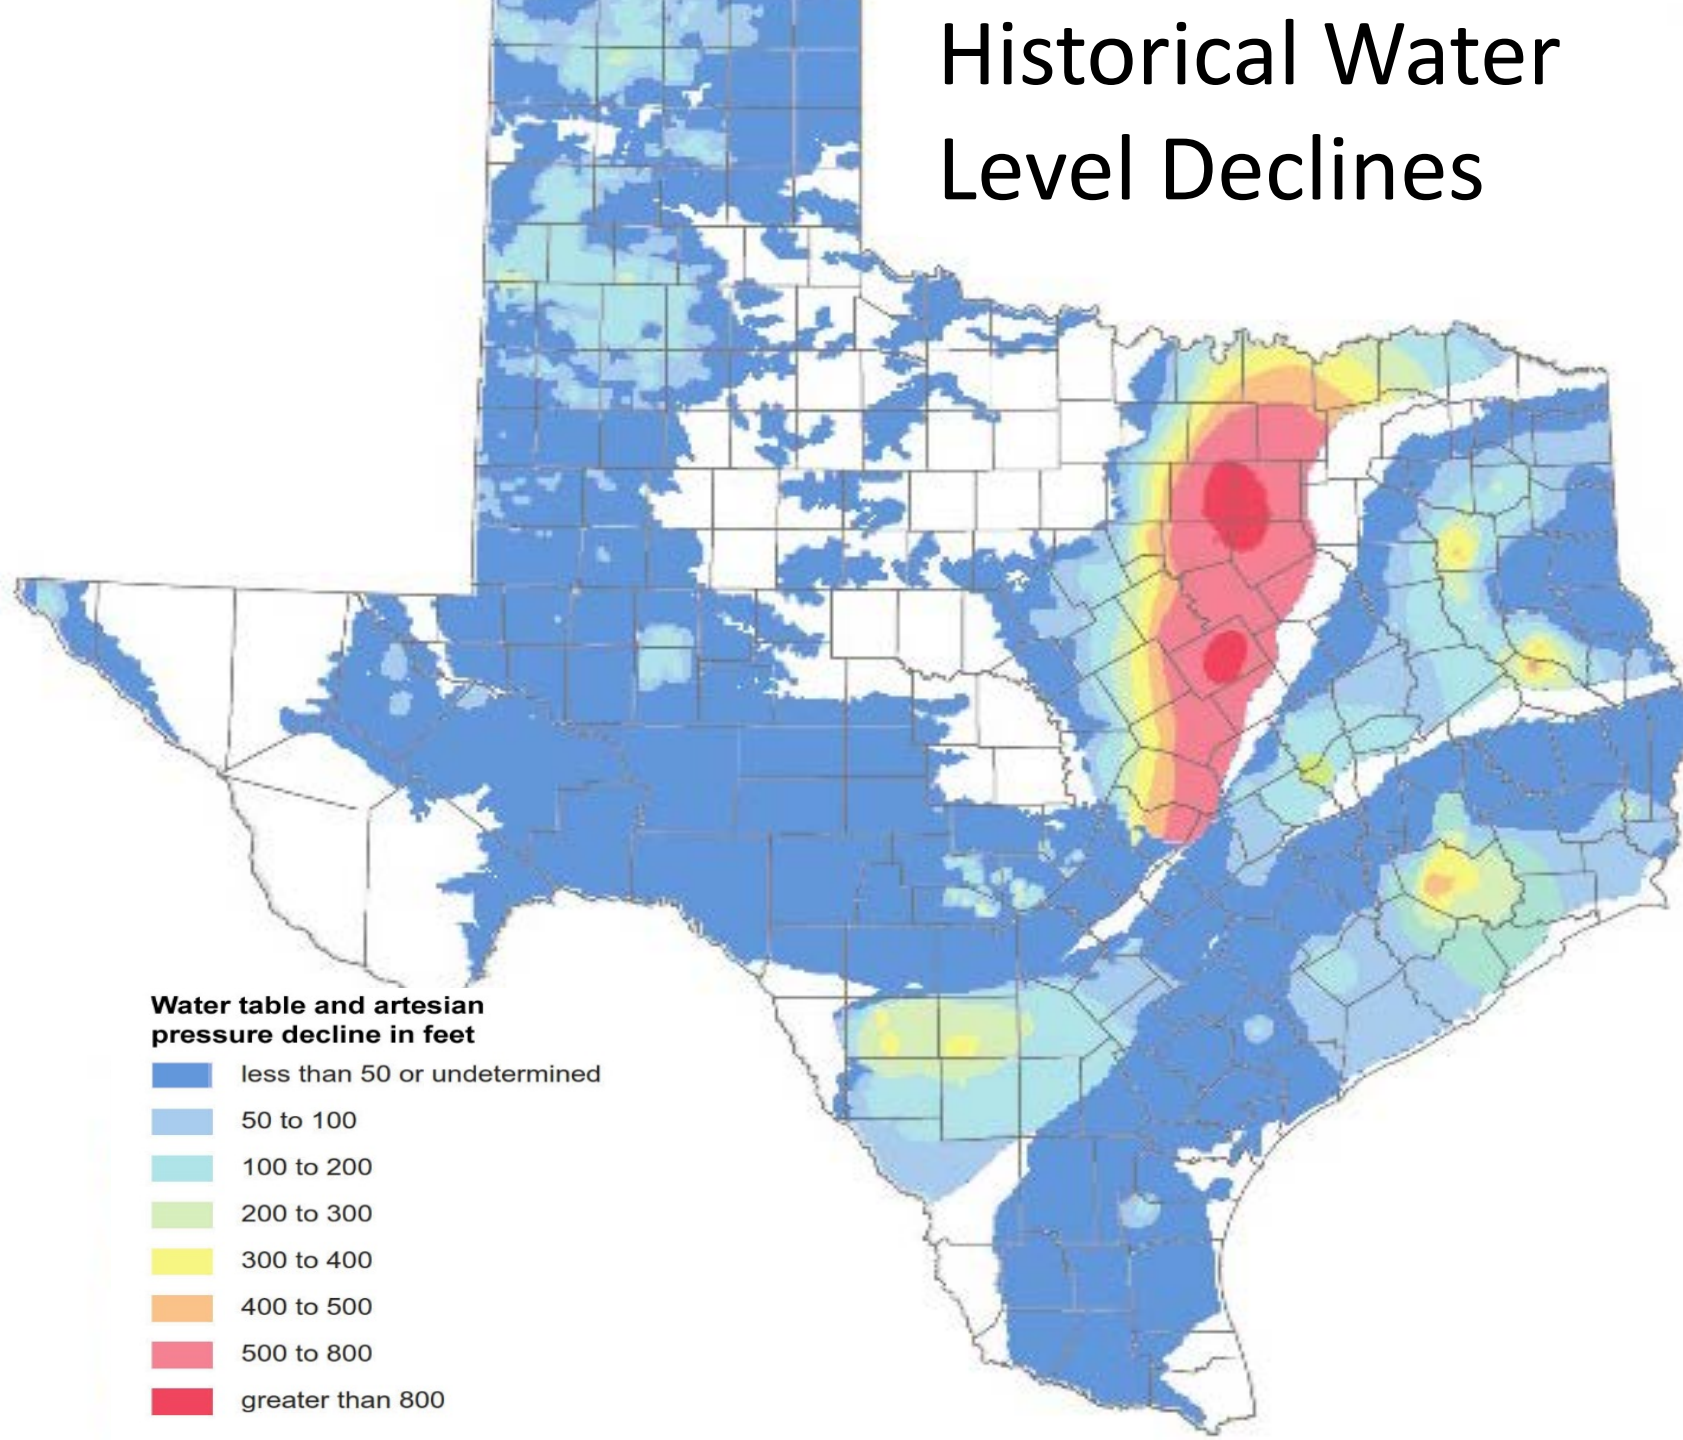 Historical Water
Level Declines
Water table and artesian
pressure decline in feet
less than 50 or undetermined
50 to 100
100 to 200
200 to 300
300 to 400
400 to 500
500 to 800
greater than 800